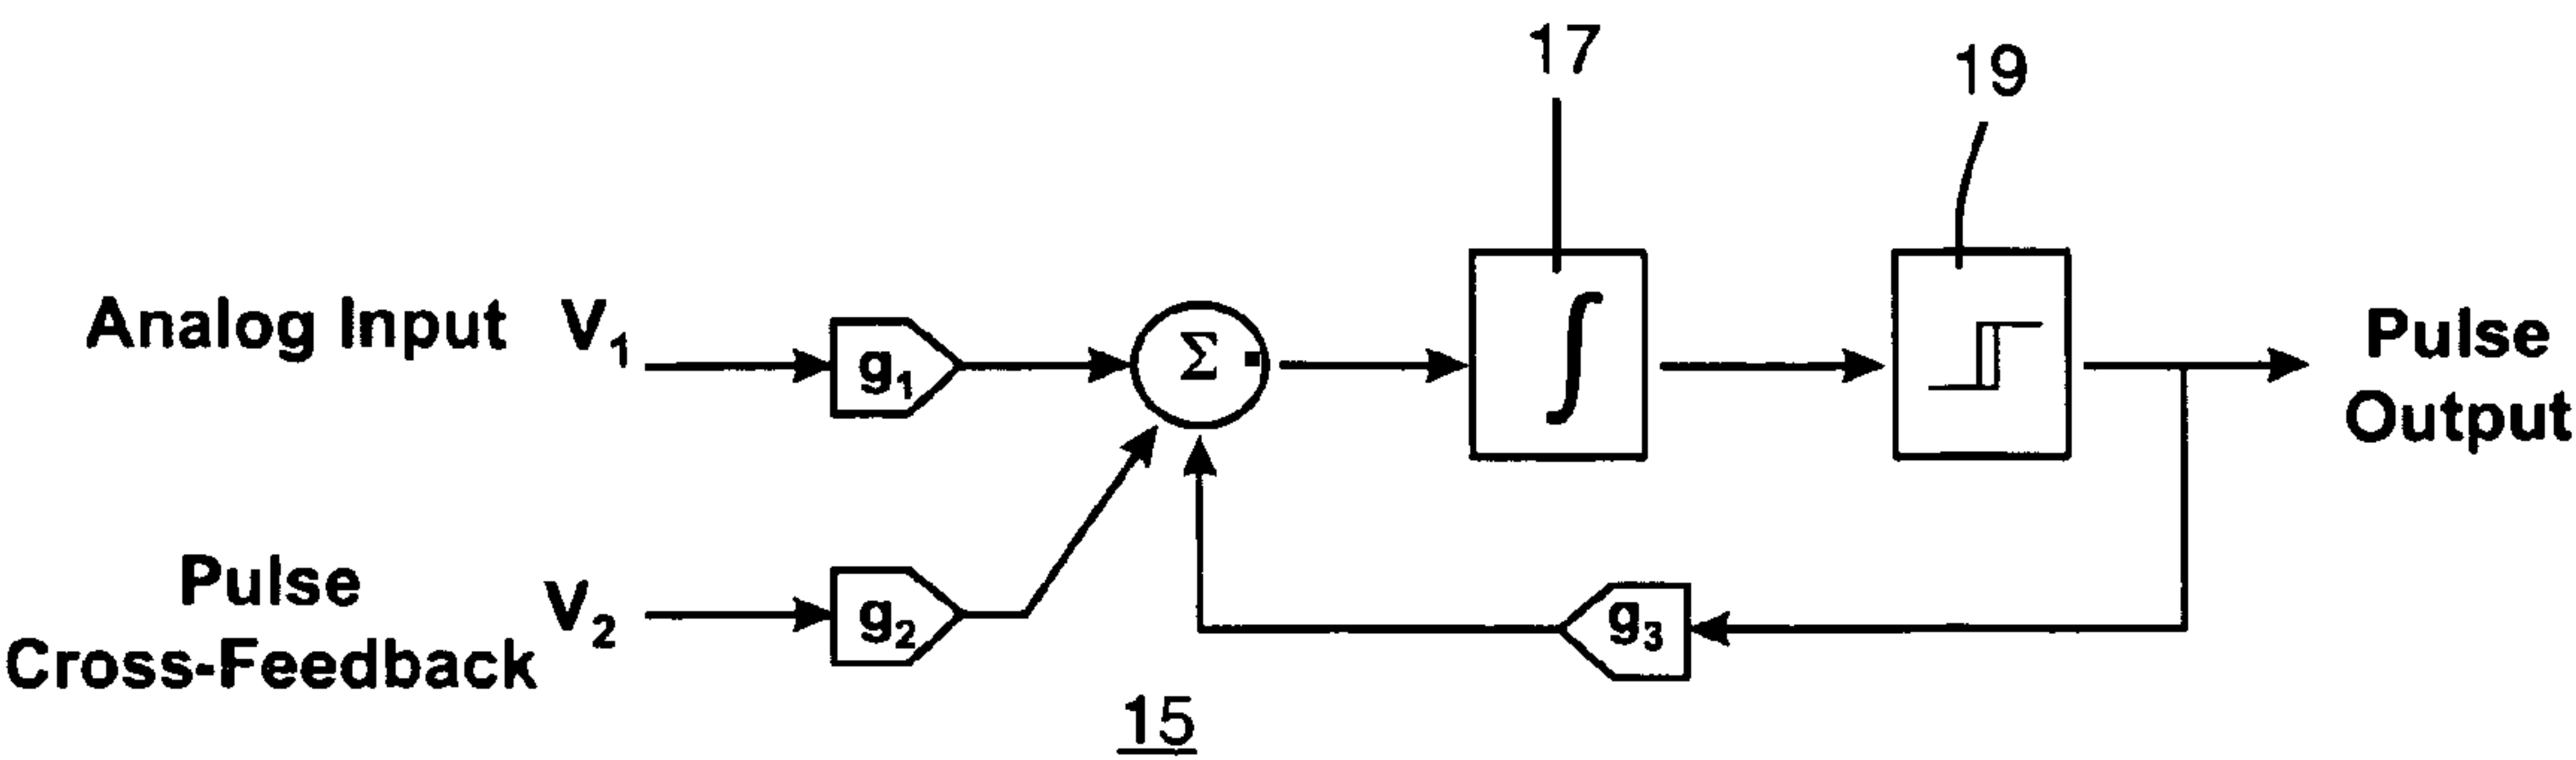 17
19
Analog Input V₁
g₁
Σ
∫
Pulse
Output
Pulse
Cross-Feedback V₂
g₂
g₃
15